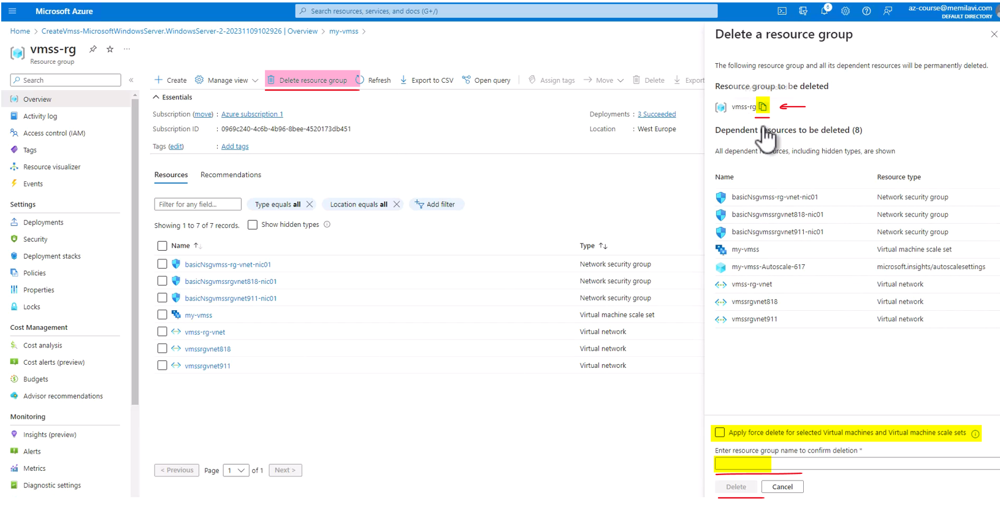 Microsoft Azure
Search resources, services, and docs (G+/)
6
az-course@memilavi.com
DEFAULT DIRECTORY
Home > CreateVmss-MicrosoftWindowsServer.WindowsServer-2-20231109102926 | Overview > my-vmss >
vmss-rg
Resource group
Search
Overview
Activity log
Access control (IAM)
Tags
Resource visualizer
Events
Settings
Deployments
Security
Deployment stacks
Policies
Properties
Locks
Cost Management
Cost analysis
Cost alerts (preview)
Budgets
Advisor recommendations
Monitoring
Insights (preview)
Alerts
Metrics
Diagnostic settings
Create Manage view Delete resource group Refresh Export to CSV Open query Assign tags Move Delete Export
Essentials
Subscription (move) : Azure subscription 1
Subscription ID : 0969c240-4c6b-4b96-8bee-4520173db451
Tags (edit) : Add tags
Deployments : 3 Succeeded
Location : West Europe
Resources Recommendations
Filter for any field... Type equals all Location equals all Add filter
Showing 1 to 7 of 7 records. Show hidden types
Name Type
basicNsgvmss-rg-vnet-nic01 Network security group
basicNsgvmssrgvnet818-nic01 Network security group
basicNsgvmssrgvnet911-nic01 Network security group
my-vmss Virtual machine scale set
vmss-rg-vnet Virtual network
vmssrgvnet818 Virtual network
vmssrgvnet911 Virtual network
< Previous Page 1 of 1 Next >
Delete a resource group
The following resource group and all its dependent resources will be permanently deleted.
Resource group to be deleted
vmss-rg
Dependent resources to be deleted (8)
All dependent resources, including hidden types, are shown
Name Resource type
basicNsgvmss-rg-vnet-nic01 Network security group
basicNsgvmssrgvnet818-nic01 Network security group
basicNsgvmssrgvnet911-nic01 Network security group
my-vmss Virtual machine scale set
my-vmss-Autoscale-617 microsoft.insights/autoscalesettings
vmss-rg-vnet Virtual network
vmssrgvnet818 Virtual network
vmssrgvnet911 Virtual network
Apply force delete for selected Virtual machines and Virtual machine scale sets
Enter resource group name to confirm deletion *
Delete Cancel